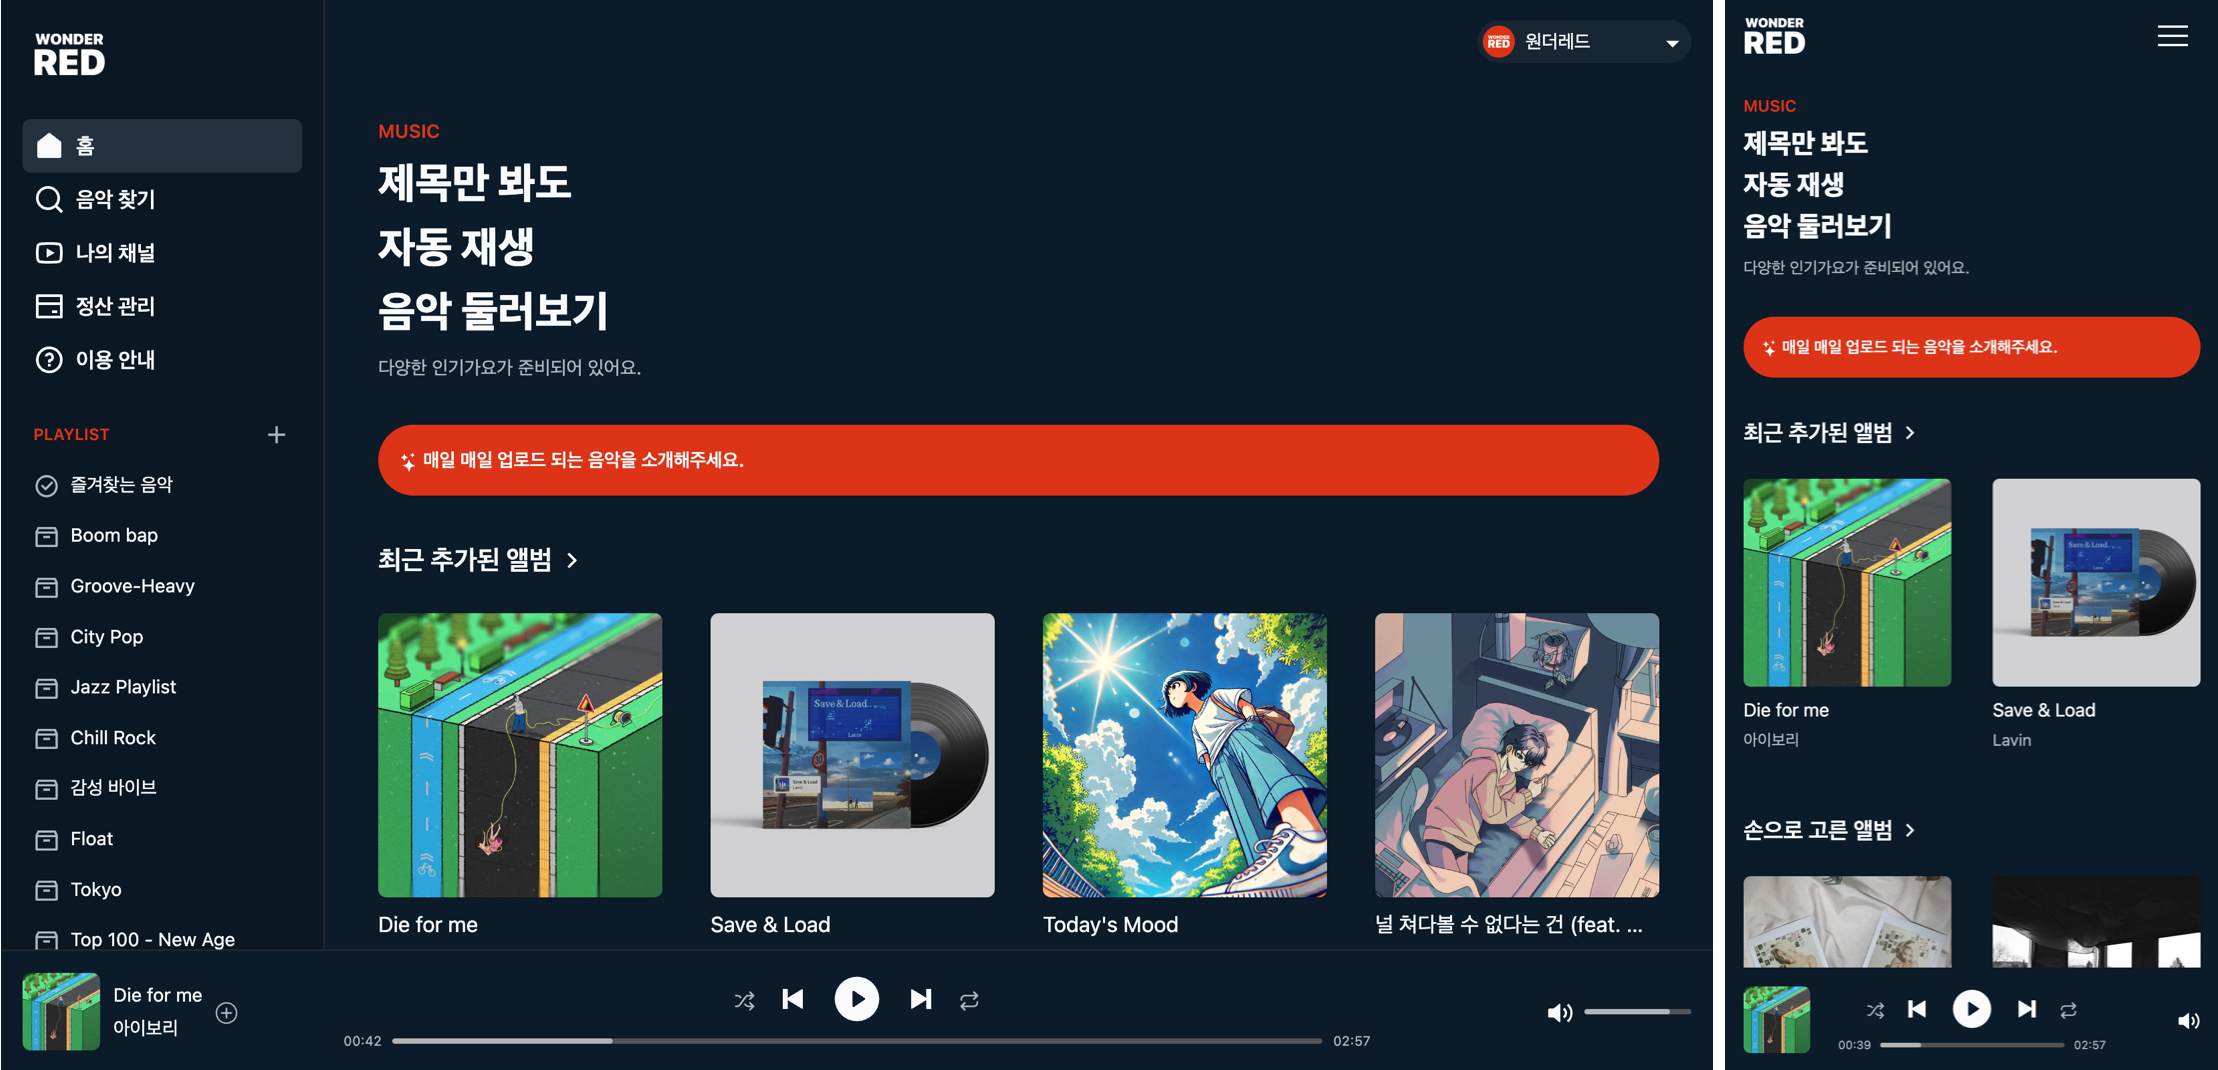 WONDER
RED
홈
음악 찾기
나의 채널
정산 관리
이용 안내
PLAYLIST
즐겨찾는 음악
Boom bap
Groove-Heavy
City Pop
Jazz Playlist
Chill Rock
감성 바이브
Float
Tokyo
Top 100 - New Age
WONDER
RED
원더레드
MUSIC
제목만 봐도
자동 재생
음악 둘러보기
다양한 인기가요가 준비되어 있어요.
매일 매일 업로드 되는 음악을 소개해주세요.
최근 추가된 앨범
Save & Load..
Lavin
30
Save & Load
Lavin
Die for me
Save & Load
Today's Mood
널 쳐다볼 수 없다는 건 (feat. ...
Die for me
아이보리
00:42
02:57
WONDER
RED
MUSIC
제목만 봐도
자동 재생
음악 둘러보기
다양한 인기가요가 준비되어 있어요.
매일 매일 업로드 되는 음악을 소개해주세요.
최근 추가된 앨범
Save & Load..
Lavin
Die for me
아이보리
Save & Load
Lavin
손으로 고른 앨범
00:39
02:57